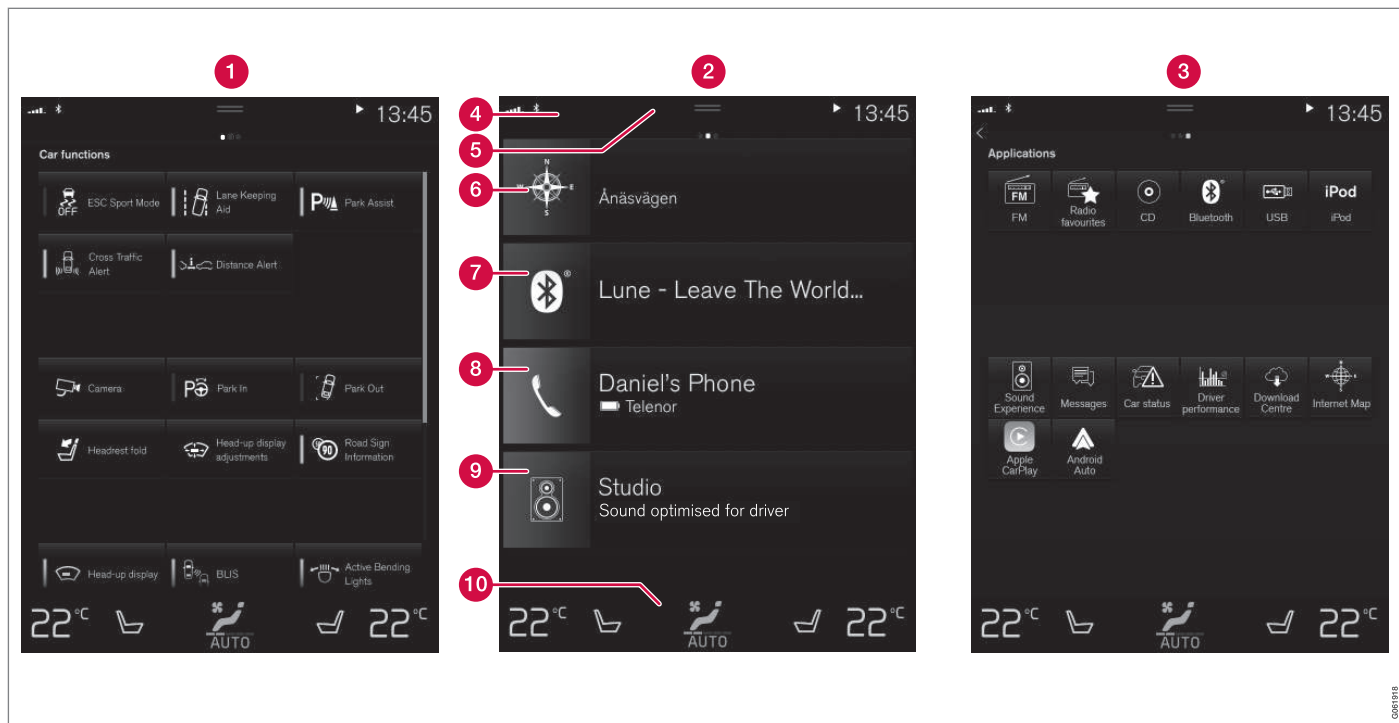 1
2
3
13:45
Car functions
OFF
ESC Sport Mode
Lane Keeping
Aid
P
Park Assist
Cross Traffic
Alert
Distance Alert
Camera
P
Park In
Park Out
Headrest fold
Head-up display
adjustments
90
Road Sign
Information
Head-up display
BLIS
Active Bending
Lights
22°C
AUTO
22°C
4
13:45
5
6
N
W
E
S
Ånäsvägen
7
®
Lune - Leave The World...
8
Daniel's Phone
Telenor
9
Studio
Sound optimised for driver
10
22°C
AUTO
22°C
13:45
Applications
FM
FM
Radio
favourites
CD
Bluetooth
USB
iPod
iPod
Sound
Experience
Messages
Car status
Driver
performance
Download
Centre
Internet Map
Apple
CarPlay
Android
Auto
22°C
AUTO
22°C
G061918